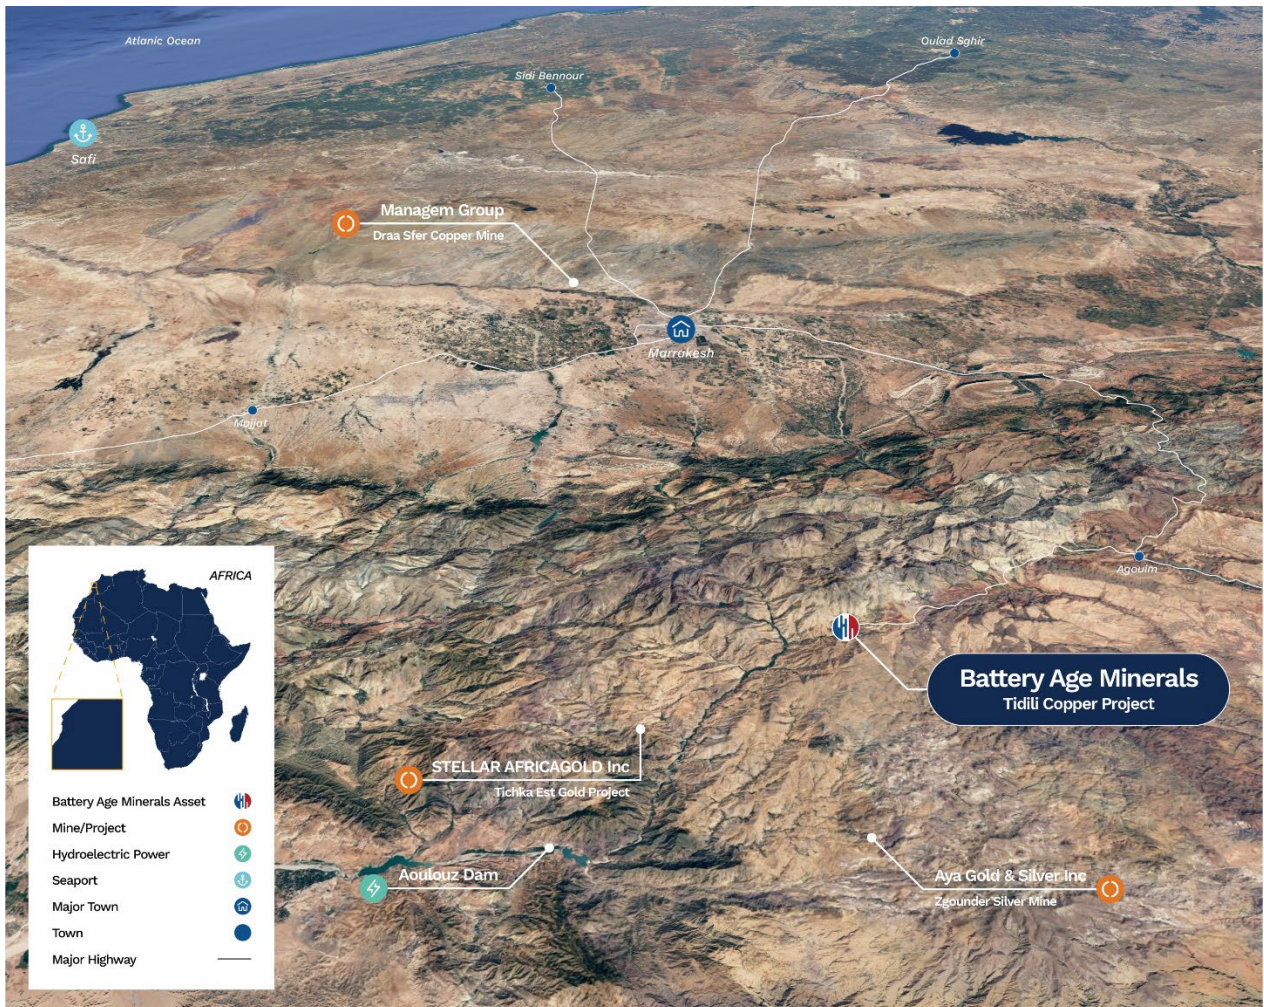 Atlanic Ocean
Oulad Sghir
Sidi Bennour
Safi
Managem Group
Draa Sfer Copper Mine
Marrakesh
Majjat
Agouim
Battery Age Minerals
Tidili Copper Project
STELLAR AFRICAGOLD Inc
Tichka Est Gold Project
Aoulouz Dam
Aya Gold & Silver Inc
Zgounder Silver Mine
AFRICA
Battery Age Minerals Asset
Mine/Project
Hydroelectric Power
Seaport
Major Town
Town
Major Highway